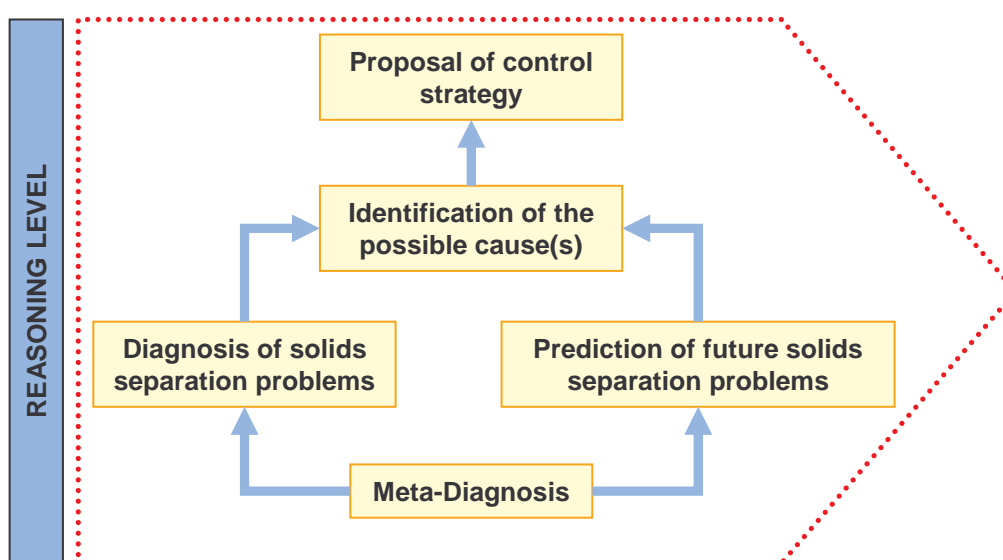 REASONING LEVEL
Proposal of control
strategy
Identification of the
possible cause(s)
Diagnosis of solids
separation problems
Prediction of future solids
separation problems
Meta-Diagnosis